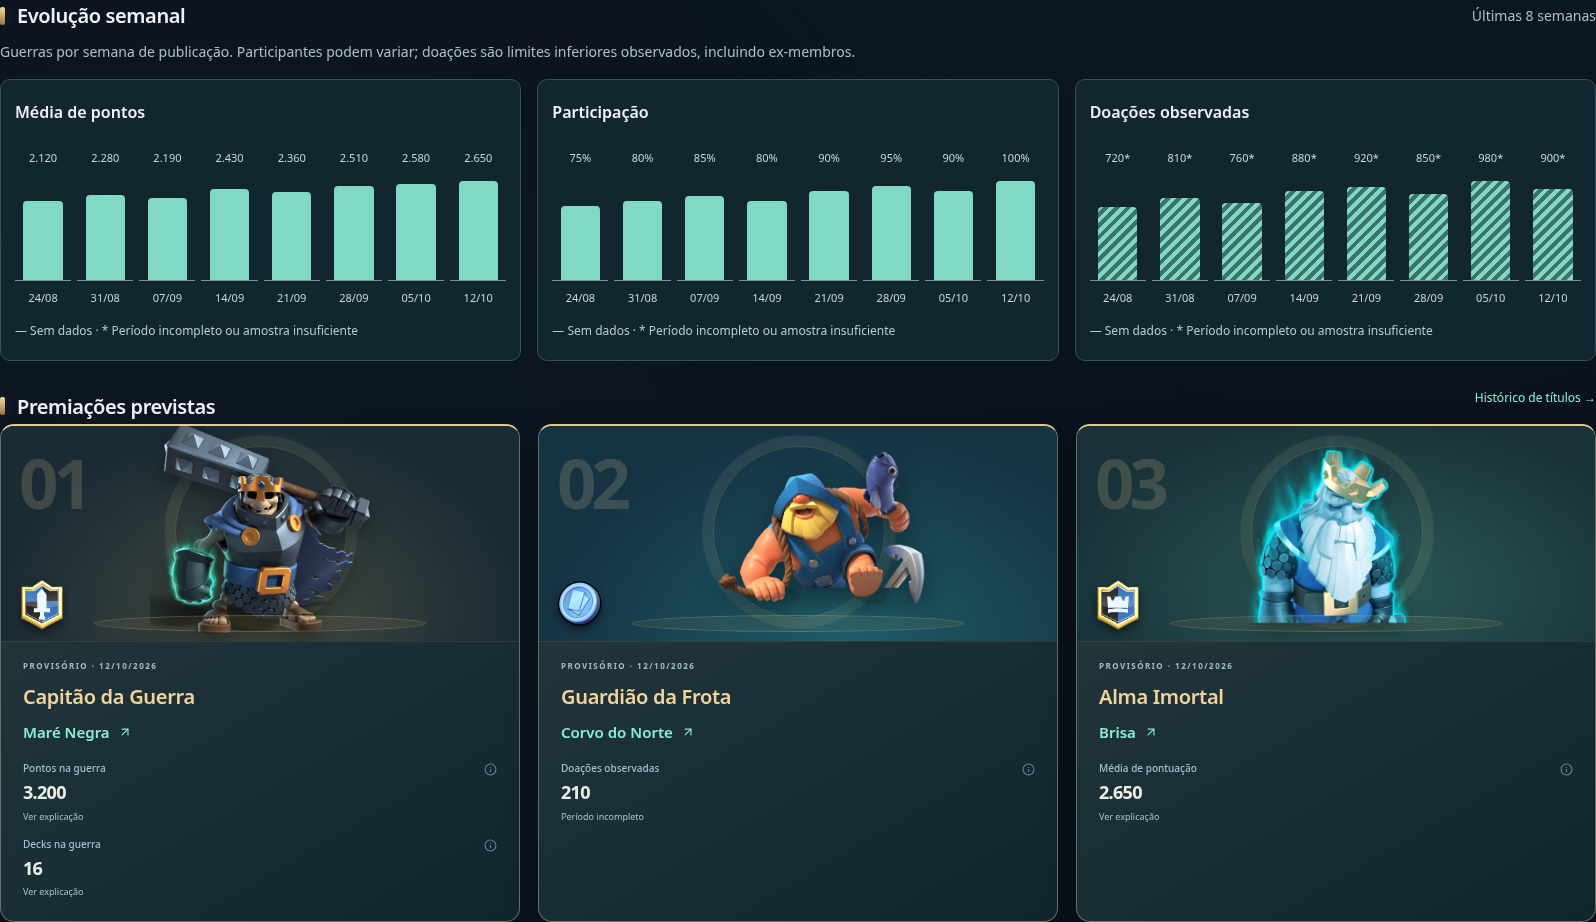 Evolução semanal
Últimas 8 semanas
Guerras por semana de publicação. Participantes podem variar; doações são limites inferiores observados, incluindo ex-membros.
Média de pontos
2.120 2.280 2.190 2.430 2.360 2.510 2.580 2.650
24/08 31/08 07/09 14/09 21/09 28/09 05/10 12/10
— Sem dados · * Período incompleto ou amostra insuficiente
Participação
75% 80% 85% 80% 90% 95% 90% 100%
24/08 31/08 07/09 14/09 21/09 28/09 05/10 12/10
— Sem dados · * Período incompleto ou amostra insuficiente
Doações observadas
720* 810* 760* 880* 920* 850* 980* 900*
24/08 31/08 07/09 14/09 21/09 28/09 05/10 12/10
— Sem dados · * Período incompleto ou amostra insuficiente
Premiações previstas
Histórico de títulos →
01
PROVISÓRIO · 12/10/2026
Capitão da Guerra
Maré Negra
Pontos na guerra
3.200
Ver explicação
Decks na guerra
16
Ver explicação
02
PROVISÓRIO · 12/10/2026
Guardião da Frota
Corvo do Norte
Doações observadas
210
Período incompleto
03
PROVISÓRIO · 12/10/2026
Alma Imortal
Brisa
Média de pontuação
2.650
Ver explicação